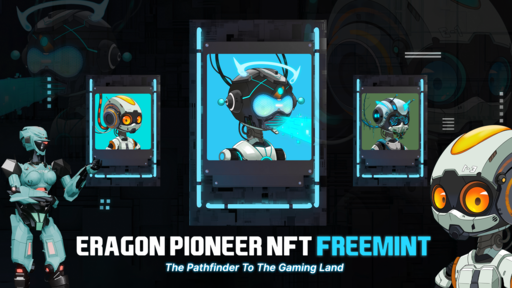 ERAGON PIONEER NFT FREEMINT
The Pathfinder To The Gaming Land